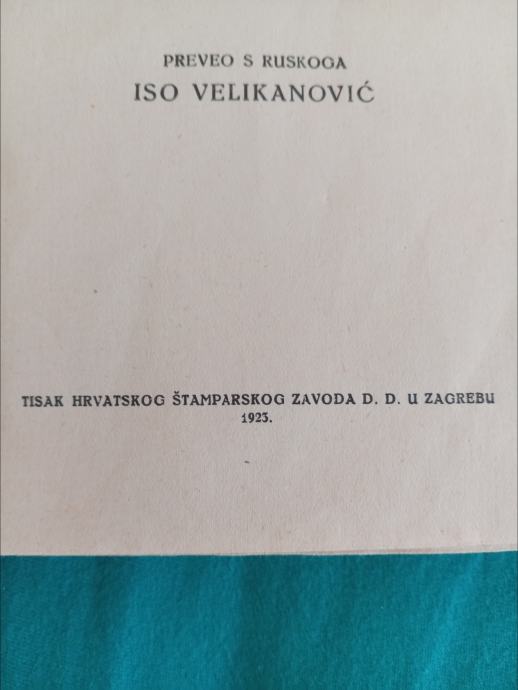 PREVEO S RUSKOGA
ISO VELIKANOVIĆ
TISAK HRVATSKOG ŠTAMPARSKOG ZAVODA D. D. U ZAGREBU
1923.